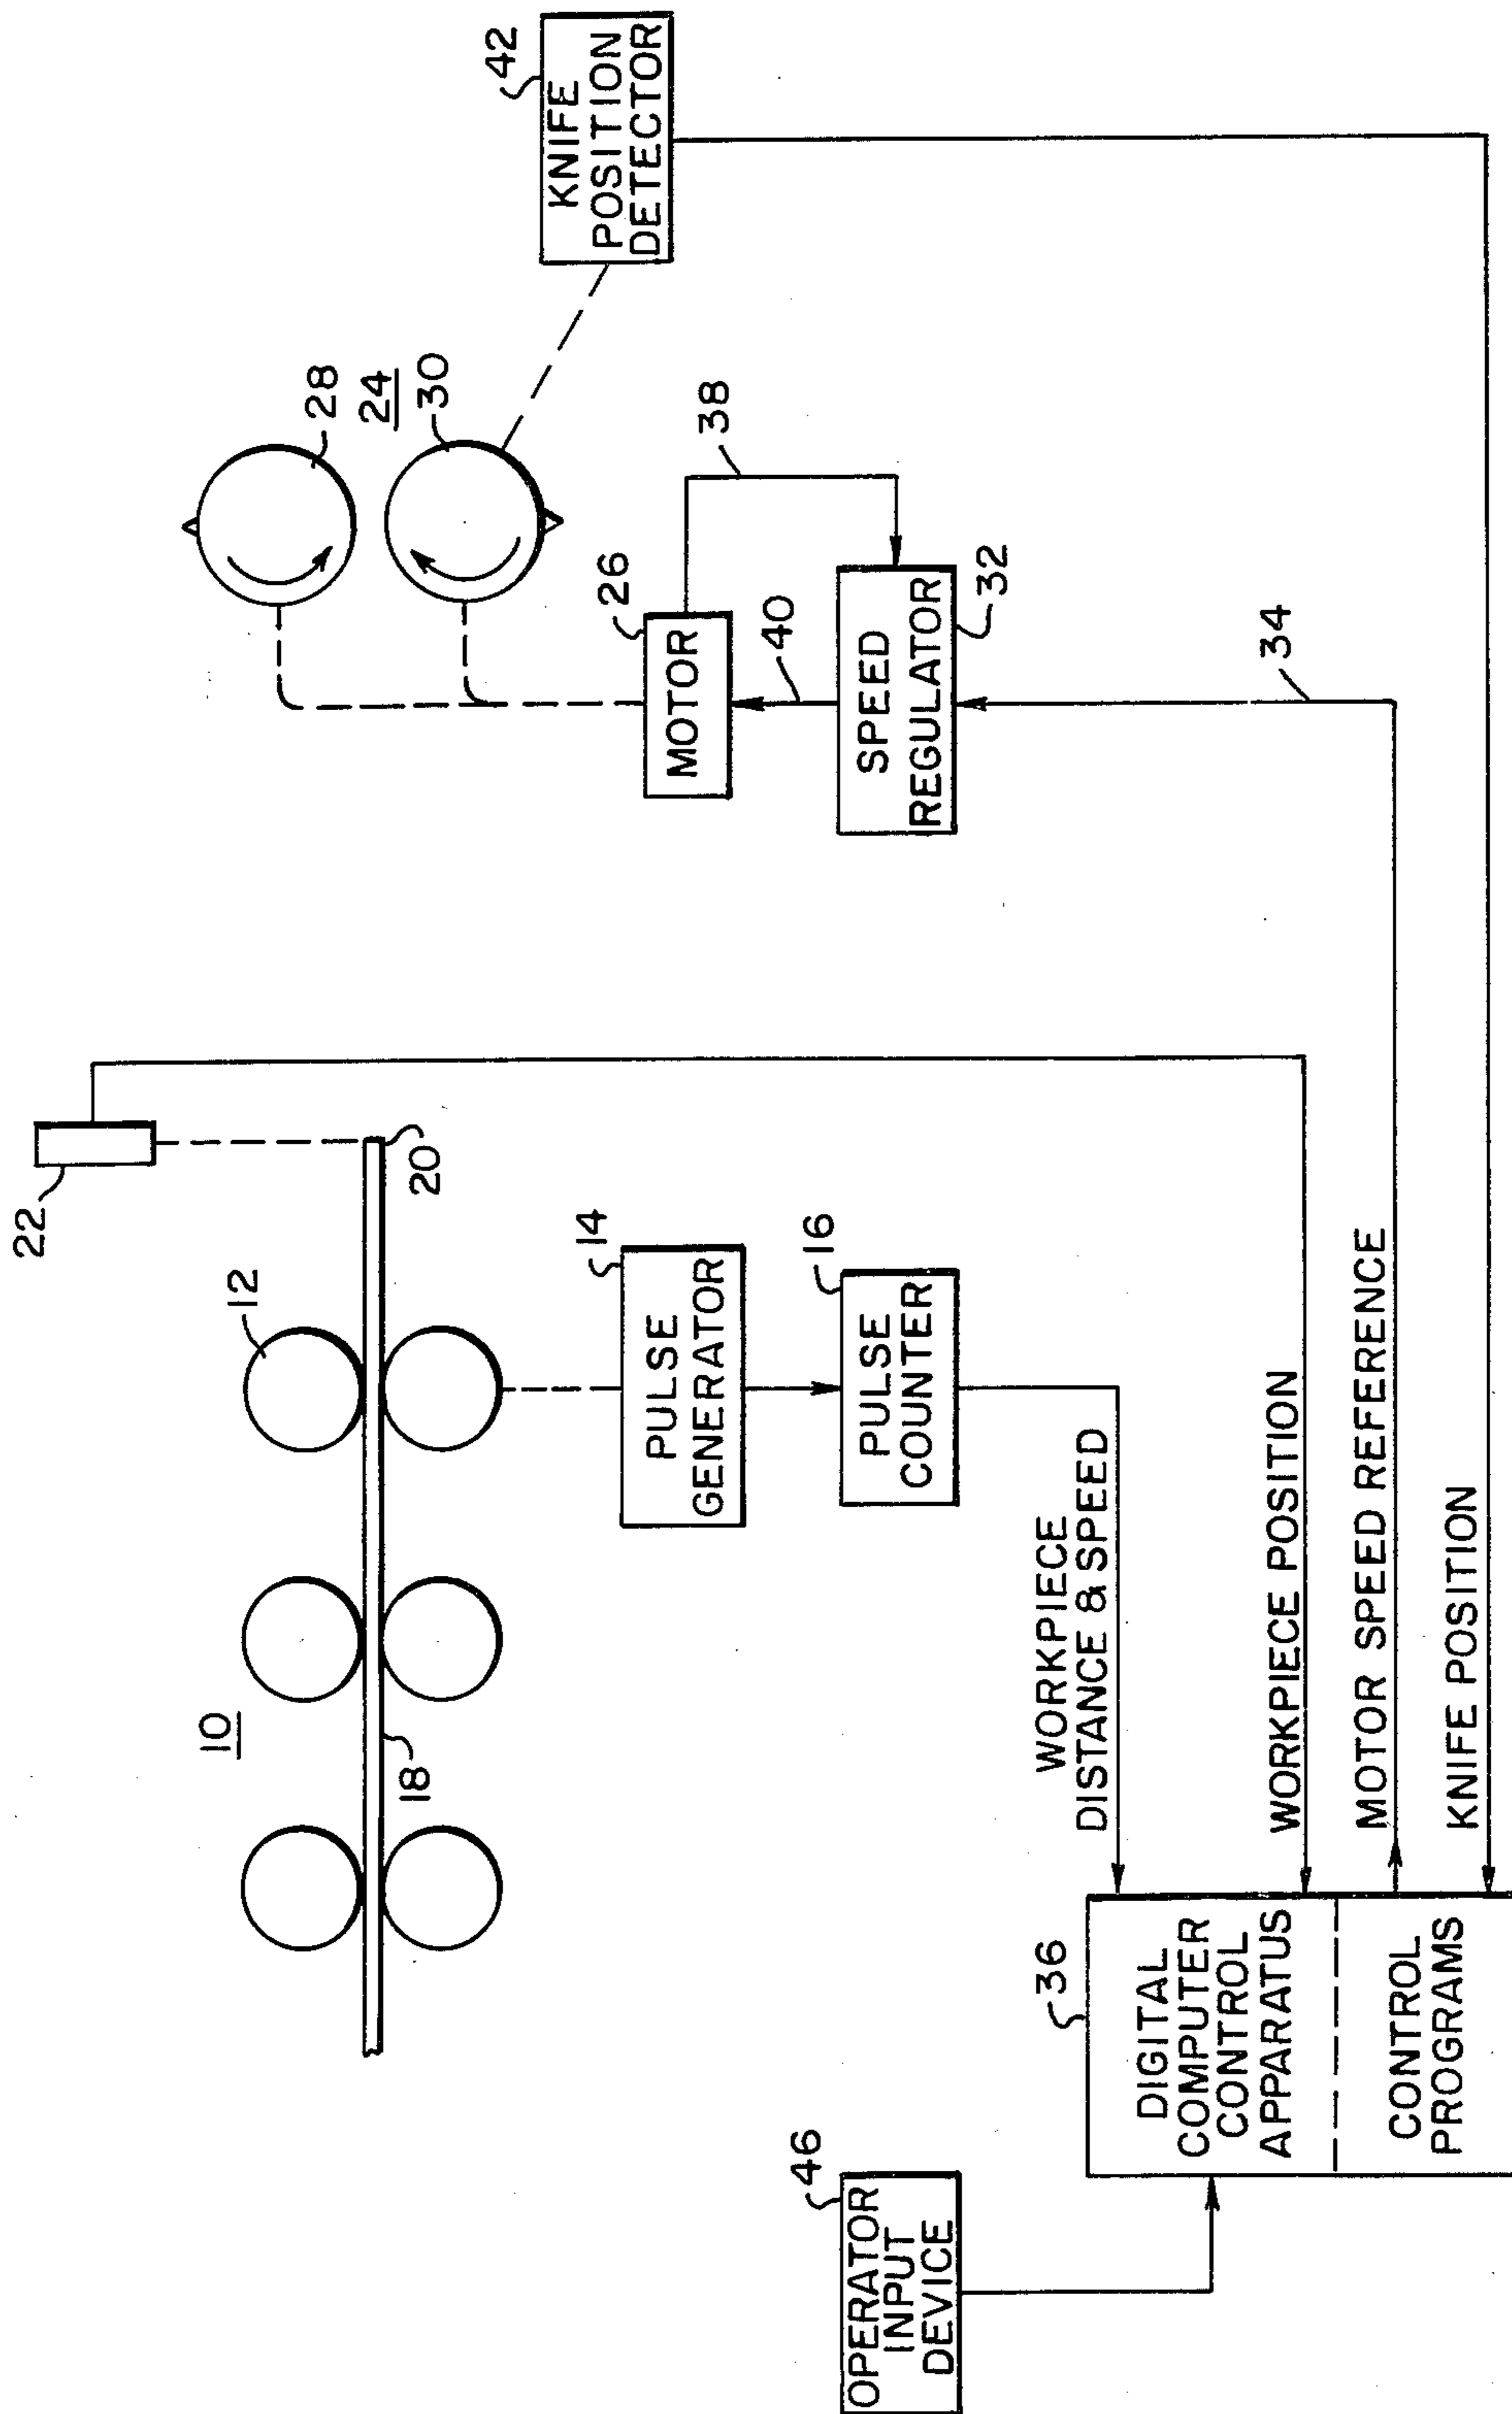 22
12
20
10
18
14
PULSE
GENERATOR
16
PULSE
COUNTER
28
24
30
42
KNIFE
POSITION
DETECTOR
26
MOTOR
38
40
SPEED
REGULATOR
32
34
46
OPERATOR
INPUT
DEVICE
36
DIGITAL
COMPUTER
CONTROL
APPARATUS
CONTROL
PROGRAMS
WORKPIECE
DISTANCE & SPEED
WORKPIECE POSITION
MOTOR SPEED REFERENCE
KNIFE POSITION